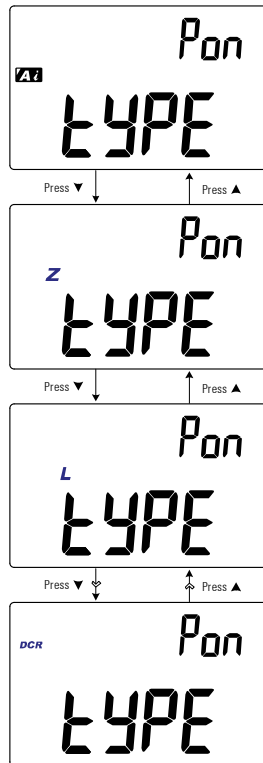 Pon
Ai
tYPE
Press ▼ Press ▲
Pon
Z
tYPE
Press ▼ Press ▲
Pon
L
tYPE
Press ▼ Press ▲
Pon
DCR
tYPE